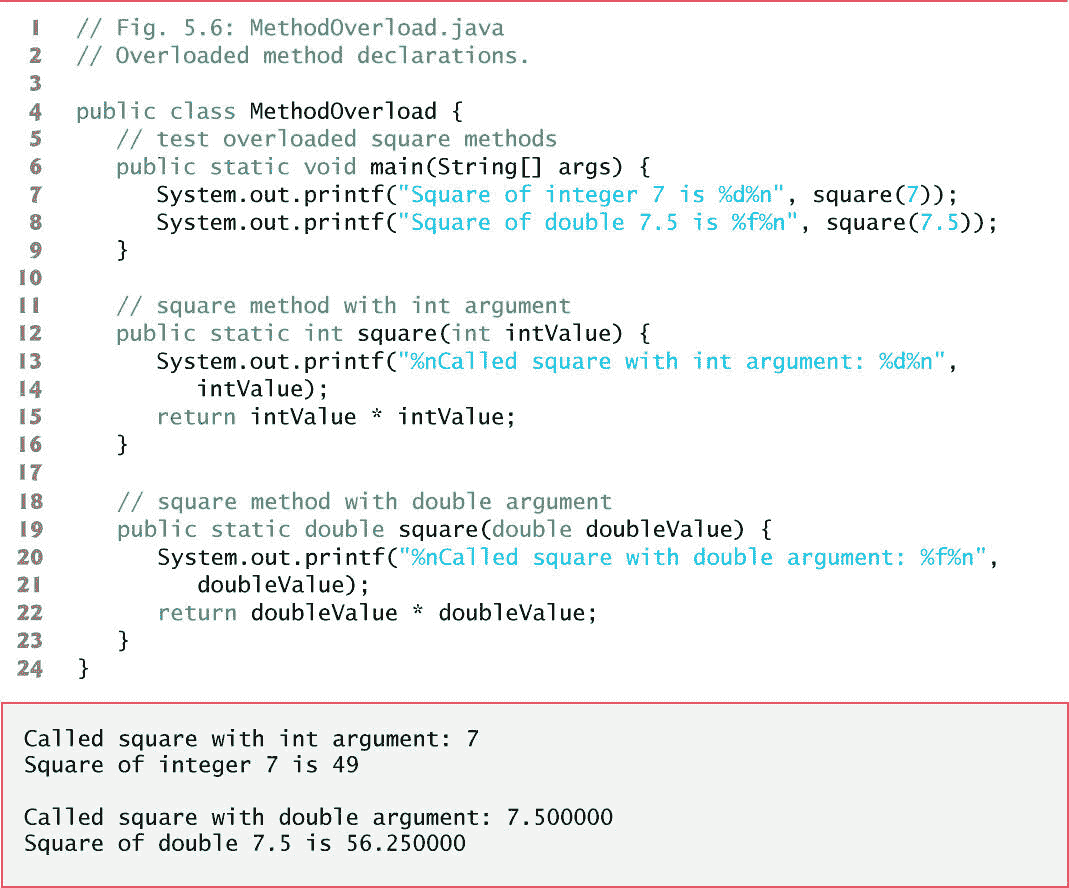 1 // Fig. 5.6: MethodOverload.java
2 // Overloaded method declarations.
3
4 public class MethodOverload {
5 // test overloaded square methods
6 public static void main(String[] args) {
7 System.out.printf("Square of integer 7 is %d%n", square(7));
8 System.out.printf("Square of double 7.5 is %f%n", square(7.5));
9 }
10
11 // square method with int argument
12 public static int square(int intValue) {
13 System.out.printf("%nCalled square with int argument: %d%n",
14 intValue);
15 return intValue * intValue;
16 }
17
18 // square method with double argument
19 public static double square(double doubleValue) {
20 System.out.printf("%nCalled square with double argument: %f%n",
21 doubleValue);
22 return doubleValue * doubleValue;
23 }
24 }
Called square with int argument: 7
Square of integer 7 is 49
Called square with double argument: 7.500000
Square of double 7.5 is 56.250000